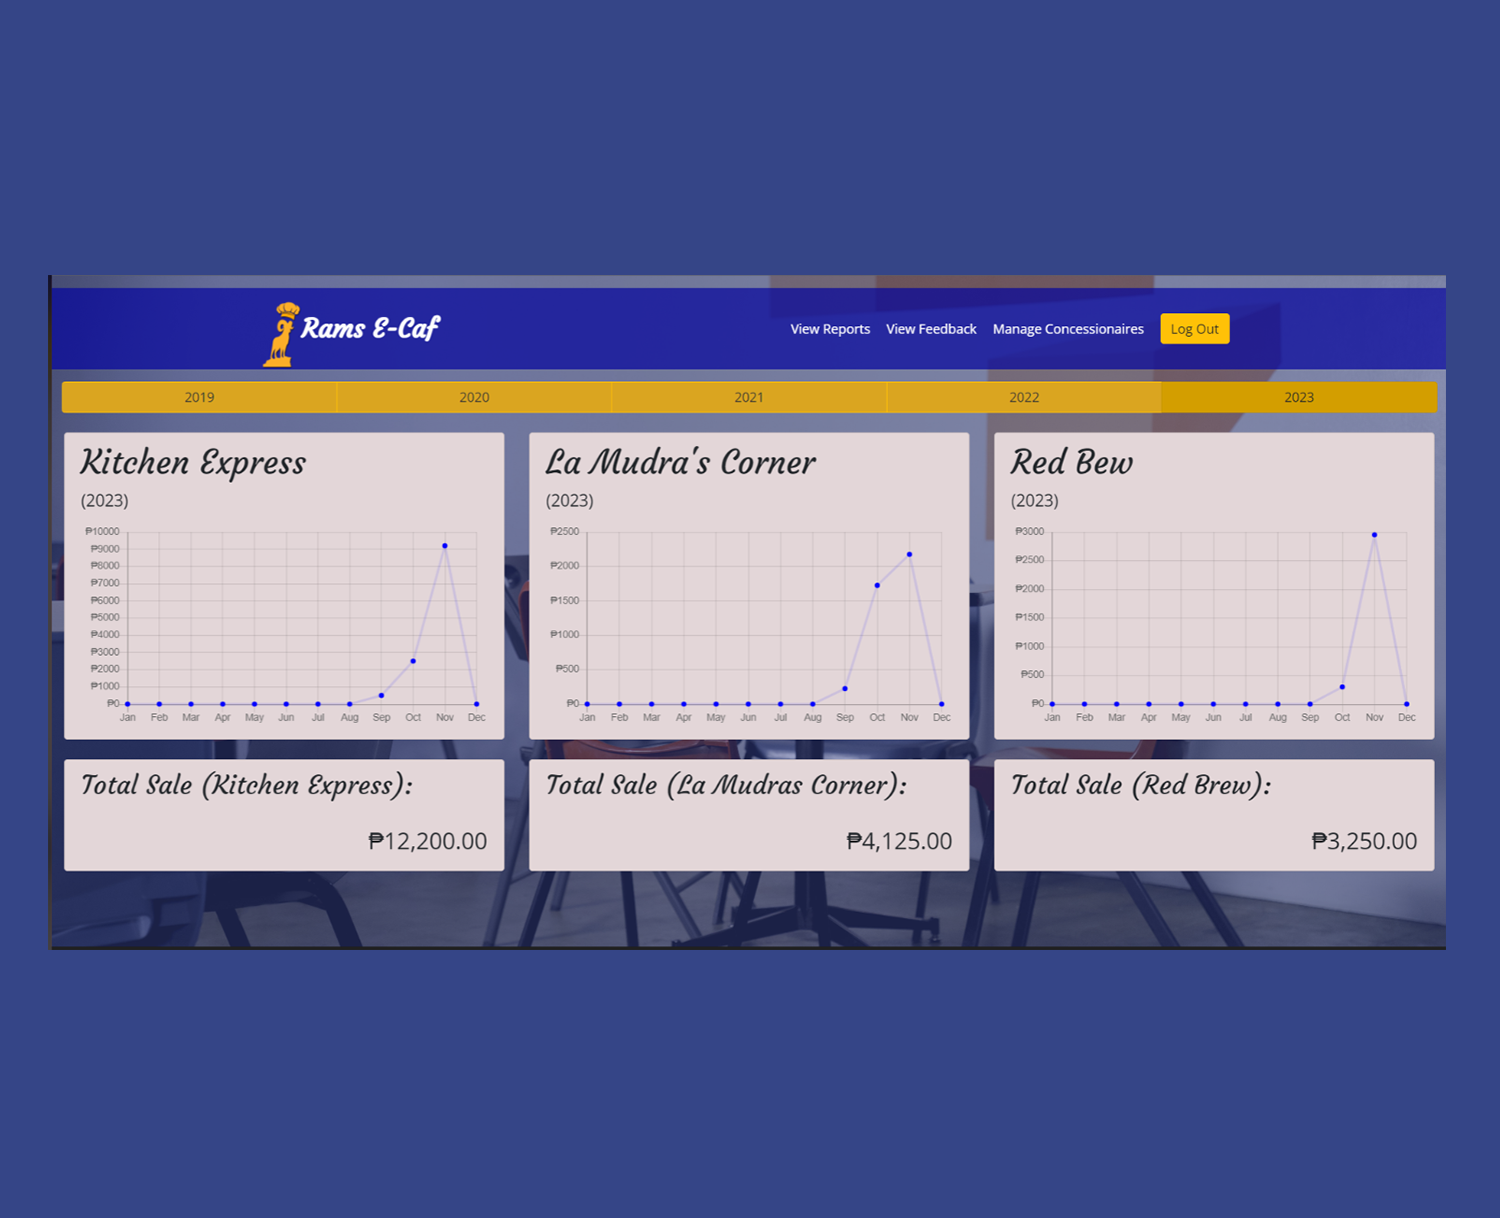 Rams E-Caf
View Reports View Feedback Manage Concessionaires Log Out
2019 2020 2021 2022 2023
Kitchen Express
(2023)
₱10000
₱9000
₱8000
₱7000
₱6000
₱5000
₱4000
₱3000
₱2000
₱1000
₱0
Jan Feb Mar Apr May Jun Jul Aug Sep Oct Nov Dec
La Mudra's Corner
(2023)
₱2500
₱2000
₱1500
₱1000
₱500
₱0
Jan Feb Mar Apr May Jun Jul Aug Sep Oct Nov Dec
Red Bew
(2023)
₱3000
₱2500
₱2000
₱1500
₱1000
₱500
₱0
Jan Feb Mar Apr May Jun Jul Aug Sep Oct Nov Dec
Total Sale (Kitchen Express):
₱12,200.00
Total Sale (La Mudras Corner):
₱4,125.00
Total Sale (Red Brew):
₱3,250.00